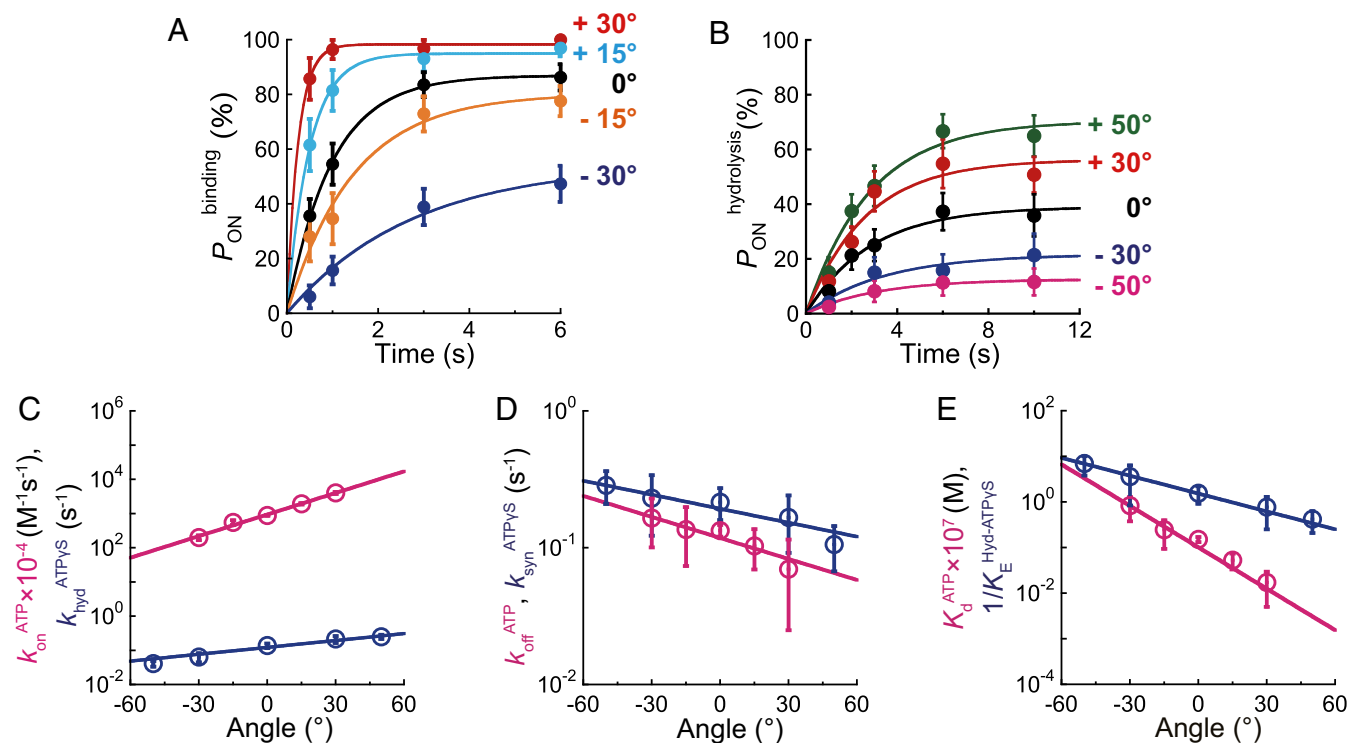 A
P_ON^binding (%)
100
80
60
40
20
0
0 2 4 6
Time (s)
+ 30°
+ 15°
0°
- 15°
- 30°
B
P_ON^hydrolysis (%)
100
80
60
40
20
0
0 4 8 12
Time (s)
+ 50°
+ 30°
0°
- 30°
- 50°
C
k_on^ATP×10^-4 (M^-1s^-1),
k_hyd^ATPγS (s^-1)
10^6
10^4
10^2
10^0
10^-2
-60 -30 0 30 60
Angle (°)
D
k_off^ATP, k_syn^ATPγS (s^-1)
10^0
10^-1
10^-2
-60 -30 0 30 60
Angle (°)
E
K_d^ATP×10^7 (M),
1/K_E^Hyd-ATPγS
10^2
10^0
10^-2
10^-4
-60 -30 0 30 60
Angle (°)